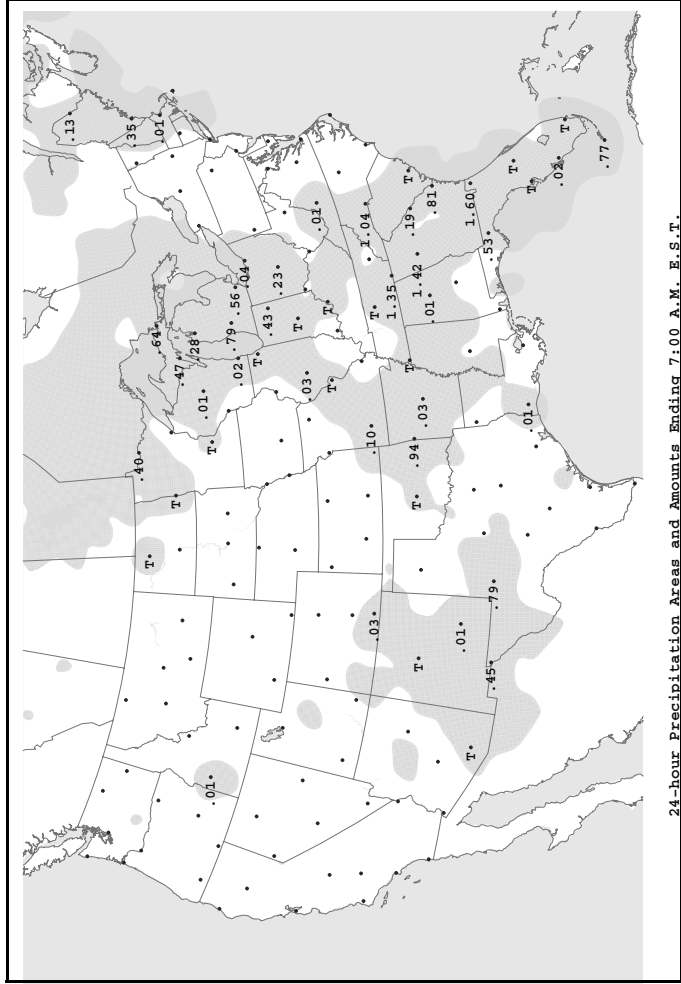 .13
.35
.40
T
.64
.01
T
.47
.28
.01
.01
T
.79
.56
.02
.04
T
.43
.23
T
.03
.01
T
T
1.04
.10
.03
T
1.35
T
T
.19
.94
T
1.42
T
.03
.01
.81
.01
1.60
T
.53
.45
.79
T
.01
T
.02
T
.77
24-hour Precipitation Areas and Amounts Ending 7:00 A.M. E.S.T.